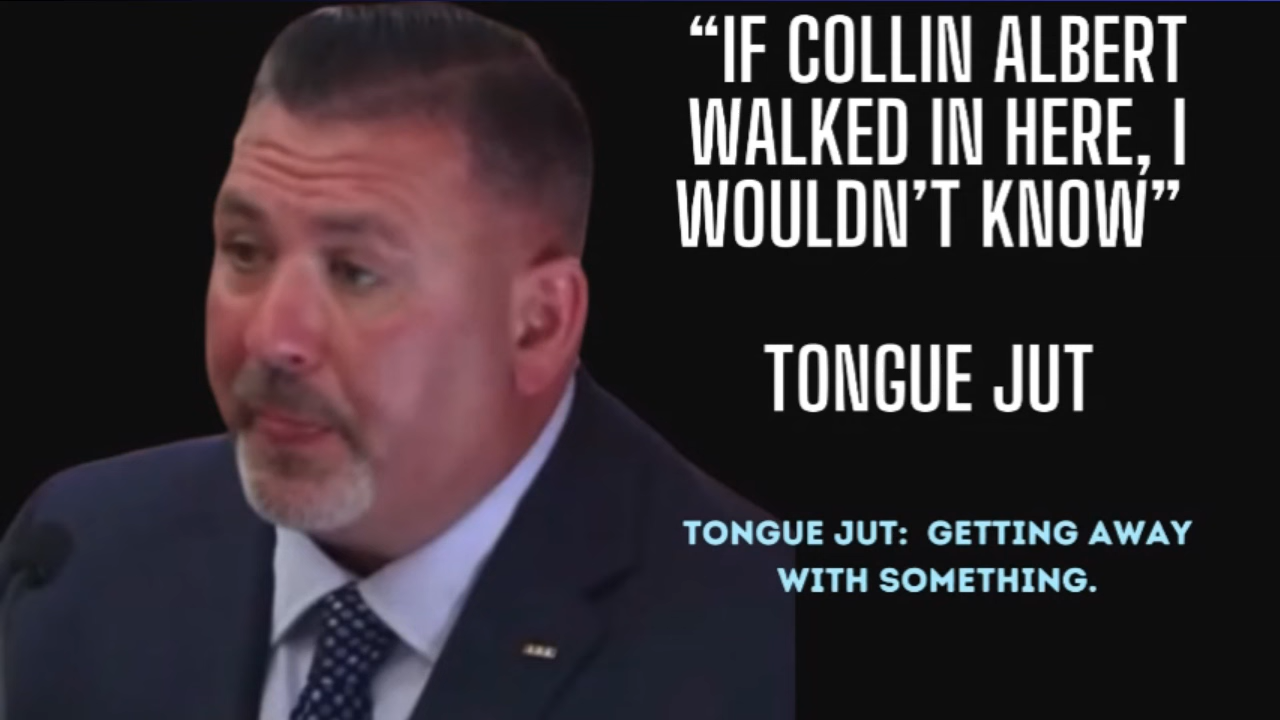 “IF COLLIN ALBERT
WALKED IN HERE, I
WOULDN’T KNOW”
TONGUE JUT
TONGUE JUT: GETTING AWAY
WITH SOMETHING.